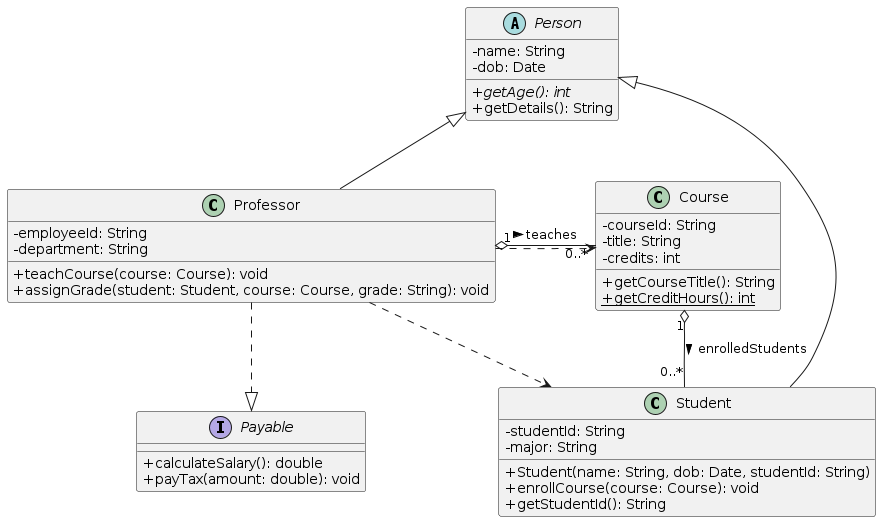 A Person
-name: String
-dob: Date
+getAge(): int
+getDetails(): String
C Professor
-employeeId: String
-department: String
+teachCourse(course: Course): void
+assignGrade(student: Student, course: Course, grade: String): void
1
teaches
0..*
C Course
-courseId: String
-title: String
-credits: int
+getCourseTitle(): String
+getCreditHours(): int
1
enrolledStudents
0..*
I Payable
+calculateSalary(): double
+payTax(amount: double): void
C Student
-studentId: String
-major: String
+Student(name: String, dob: Date, studentId: String)
+enrollCourse(course: Course): void
+getStudentId(): String